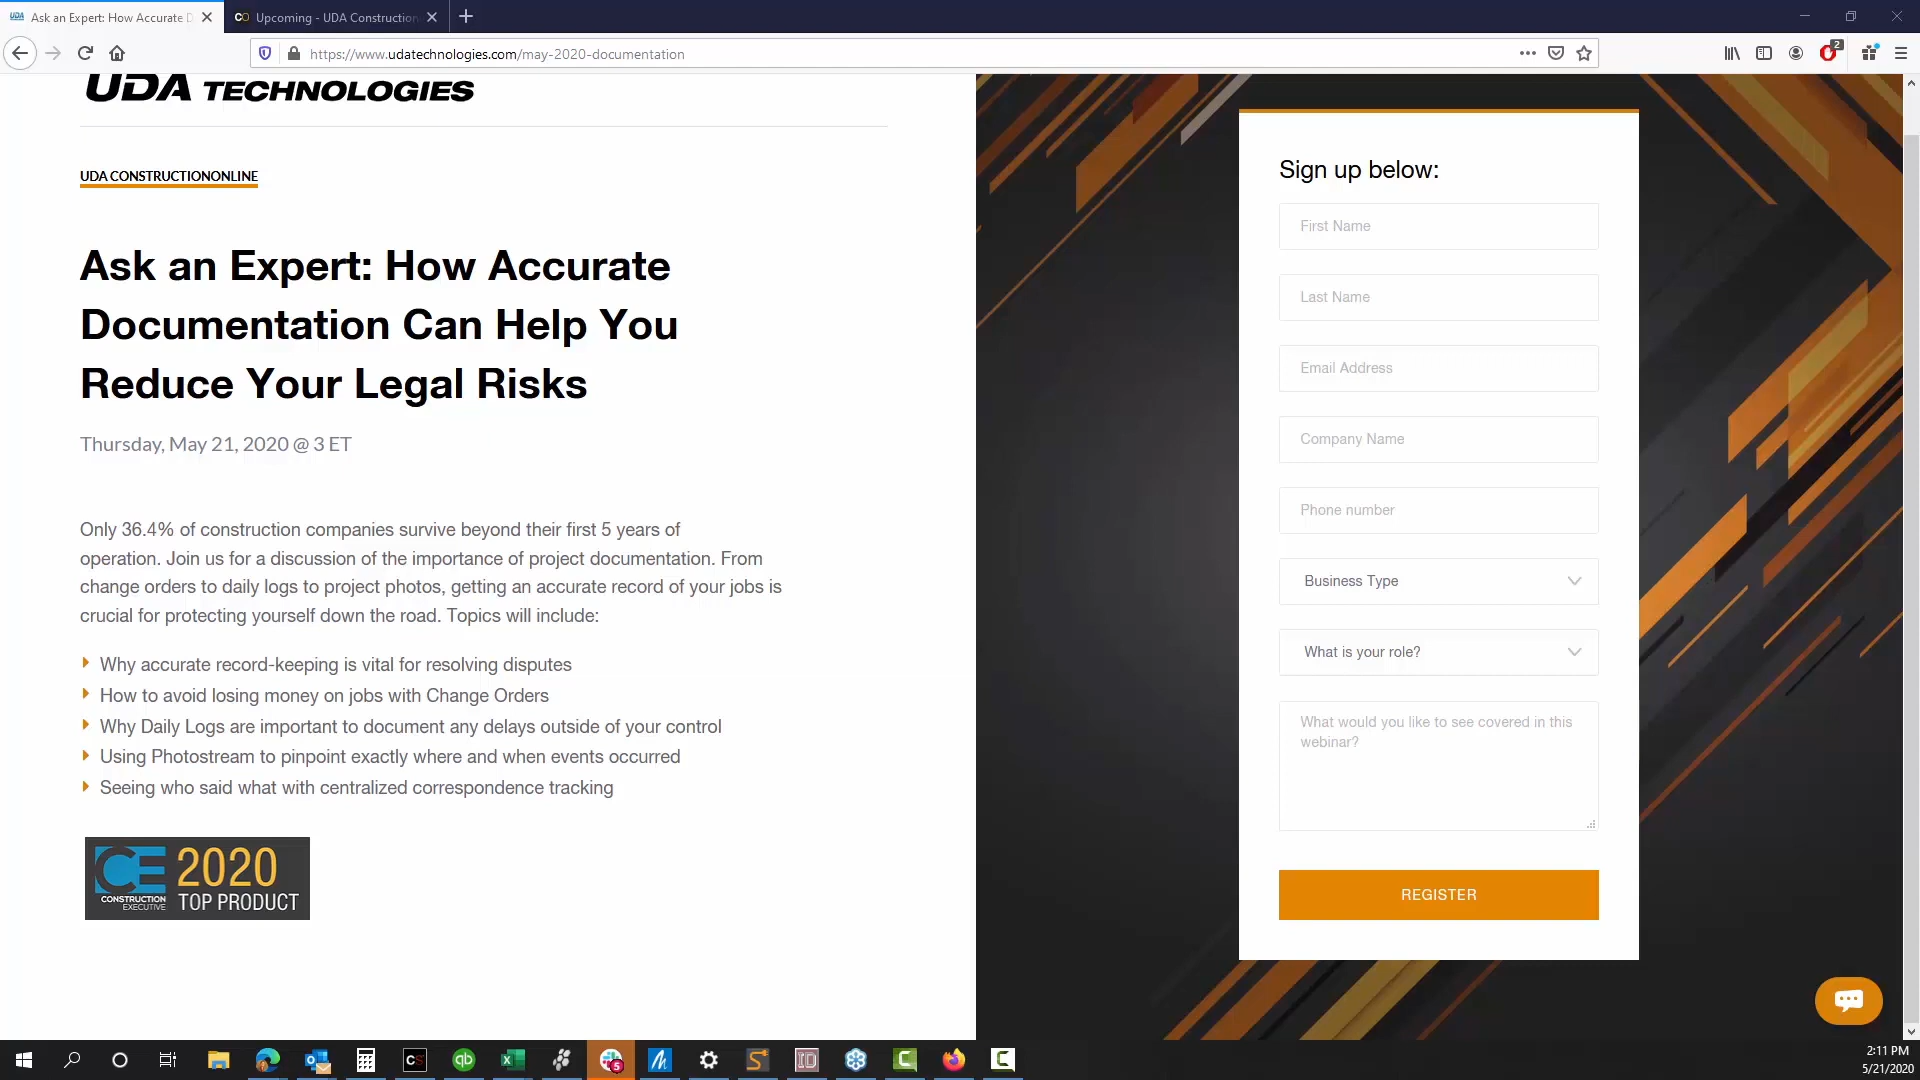 UDA Ask an Expert: How Accurate D
CO Upcoming - UDA Construction
https://www.udatechnologies.com/may-2020-documentation
2
UDA TECHNOLOGIES
UDA CONSTRUCTIONONLINE
Ask an Expert: How Accurate
Documentation Can Help You
Reduce Your Legal Risks
Thursday, May 21, 2020 @ 3 ET
Only 36.4% of construction companies survive beyond their first 5 years of
operation. Join us for a discussion of the importance of project documentation. From
change orders to daily logs to project photos, getting an accurate record of your jobs is
crucial for protecting yourself down the road. Topics will include:
Why accurate record-keeping is vital for resolving disputes
How to avoid losing money on jobs with Change Orders
Why Daily Logs are important to document any delays outside of your control
Using Photostream to pinpoint exactly where and when events occurred
Seeing who said what with centralized correspondence tracking
CE
CONSTRUCTION
EXECUTIVE
2020
TOP PRODUCT
Sign up below:
First Name
Last Name
Email Address
Company Name
Phone number
Business Type
What is your role?
What would you like to see covered in this
webinar?
REGISTER
CS
qb
5
ID
2:11 PM
5/21/2020